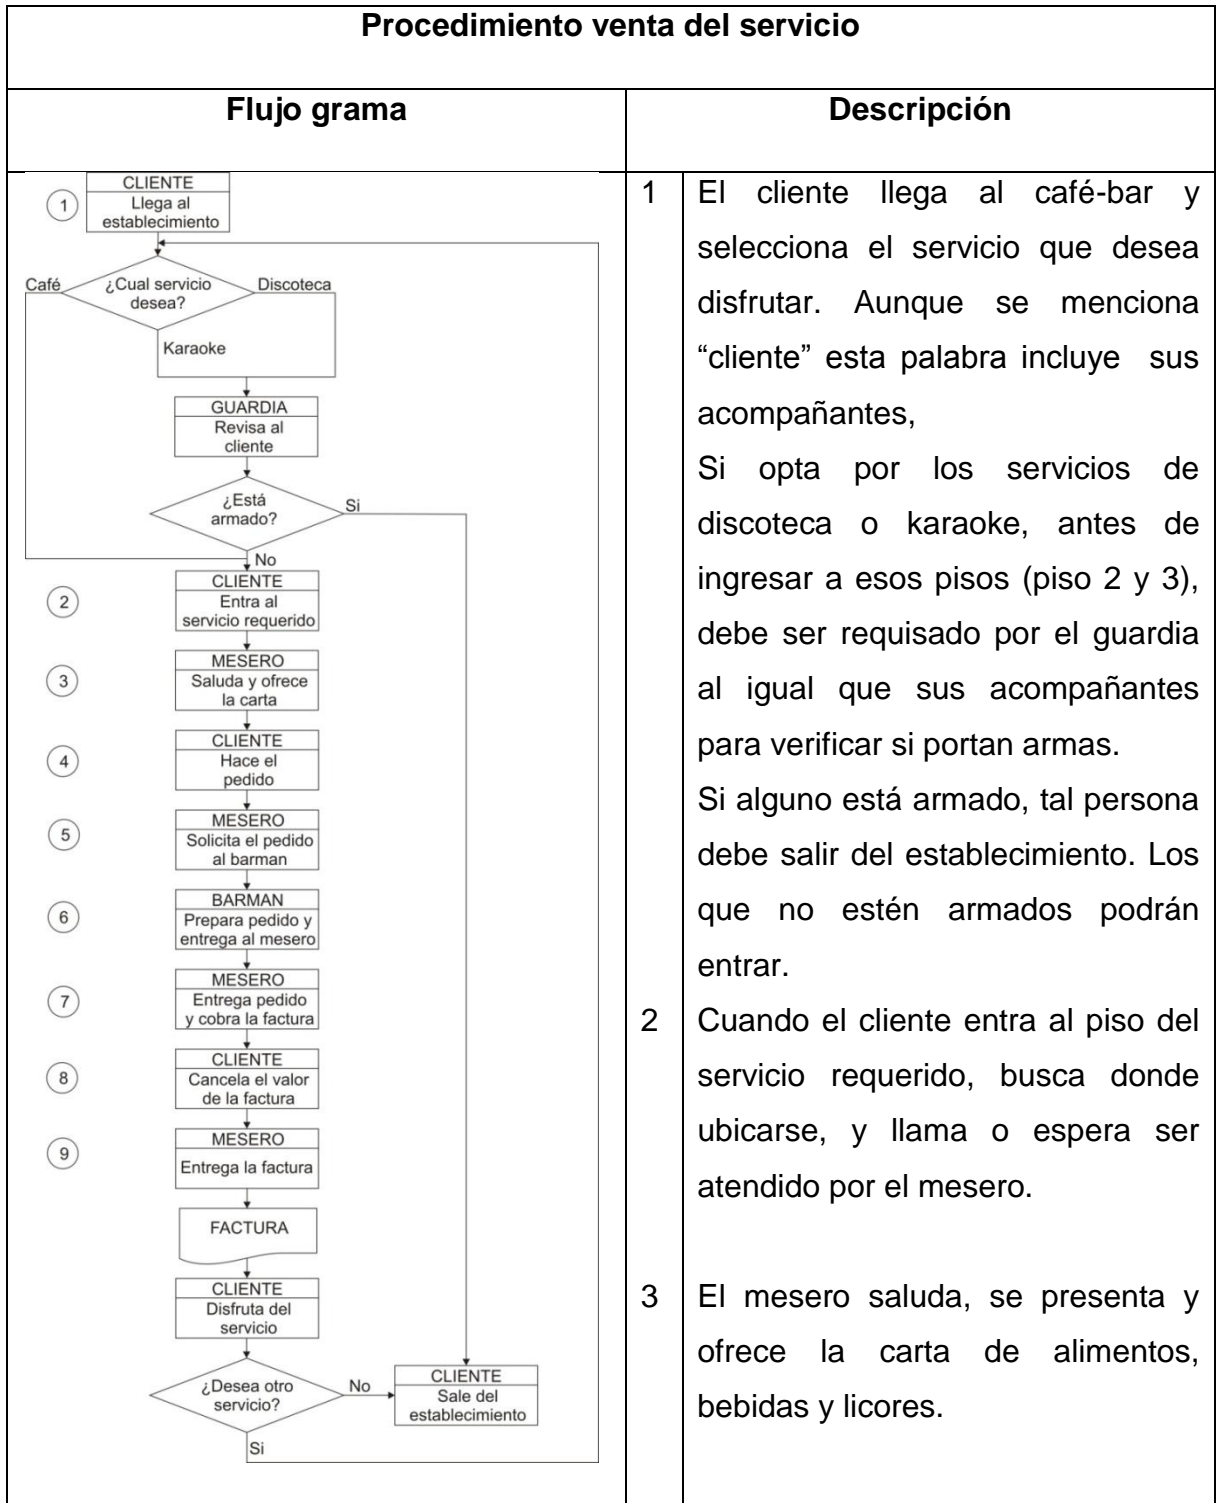 Procedimiento venta del servicio
Flujo grama
Descripción
1
CLIENTE
Llega al
establecimiento
Café
¿Cual servicio
desea?
Discoteca
Karaoke
GUARDIA
Revisa al
cliente
¿Está
armado?
Si
No
2
CLIENTE
Entra al
servicio requerido
3
MESERO
Saluda y ofrece
la carta
4
CLIENTE
Hace el
pedido
5
MESERO
Solicita el pedido
al barman
6
BARMAN
Prepara pedido y
entrega al mesero
7
MESERO
Entrega pedido
y cobra la factura
8
CLIENTE
Cancela el valor
de la factura
9
MESERO
Entrega la factura
FACTURA
CLIENTE
Disfruta del
servicio
¿Desea otro
servicio?
No
Si
CLIENTE
Sale del
establecimiento
1 El cliente llega al café-bar y
selecciona el servicio que desea
disfrutar. Aunque se menciona
“cliente” esta palabra incluye sus
acompañantes,
Si opta por los servicios de
discoteca o karaoke, antes de
ingresar a esos pisos (piso 2 y 3),
debe ser requisado por el guardia
al igual que sus acompañantes
para verificar si portan armas.
Si alguno está armado, tal persona
debe salir del establecimiento. Los
que no estén armados podrán
entrar.
2 Cuando el cliente entra al piso del
servicio requerido, busca donde
ubicarse, y llama o espera ser
atendido por el mesero.
3 El mesero saluda, se presenta y
ofrece la carta de alimentos,
bebidas y licores.